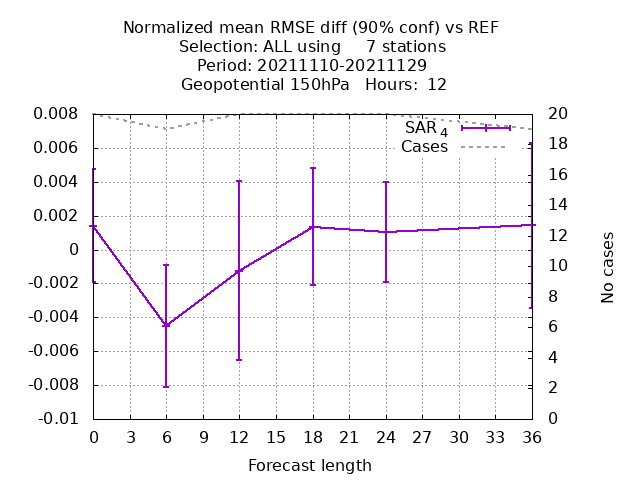 Normalized mean RMSE diff (90% conf) vs REF
Selection: ALL using     7 stations
Period: 20211110-20211129
Geopotential 150hPa   Hours:  12
0.008
0.006
0.004
0.002
0
-0.002
-0.004
-0.006
-0.008
-0.01
SAR 4
Cases
20
18
16
14
12
10
8
6
4
2
0
No cases
0 3 6 9 12 15 18 21 24 27 30 33 36
Forecast length